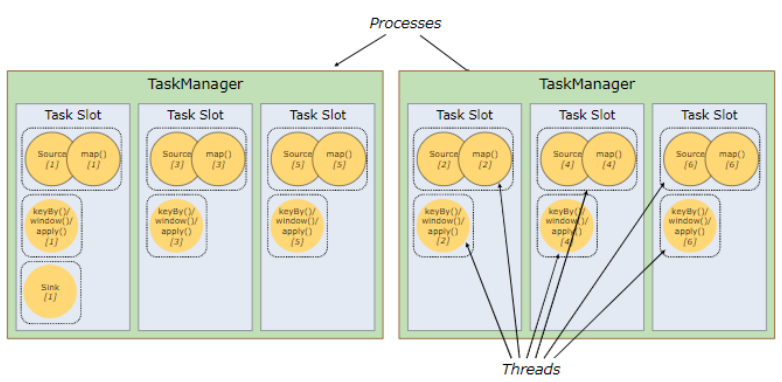 Processes
TaskManager
Task Slot
Source
[1]
map()
[1]
keyBy()/
window()/
apply()
[1]
Sink
[1]
Task Slot
Source
[3]
map()
[3]
keyBy()/
window()/
apply()
[3]
Task Slot
Source
[5]
map()
[5]
keyBy()/
window()/
apply()
[5]
TaskManager
Task Slot
Source
[2]
map()
[2]
keyBy()/
window()/
apply()
[2]
Task Slot
Source
[4]
map()
[4]
keyBy()/
window()/
apply()
[4]
Task Slot
Source
[6]
map()
[6]
keyBy()/
window()/
apply()
[6]
Threads